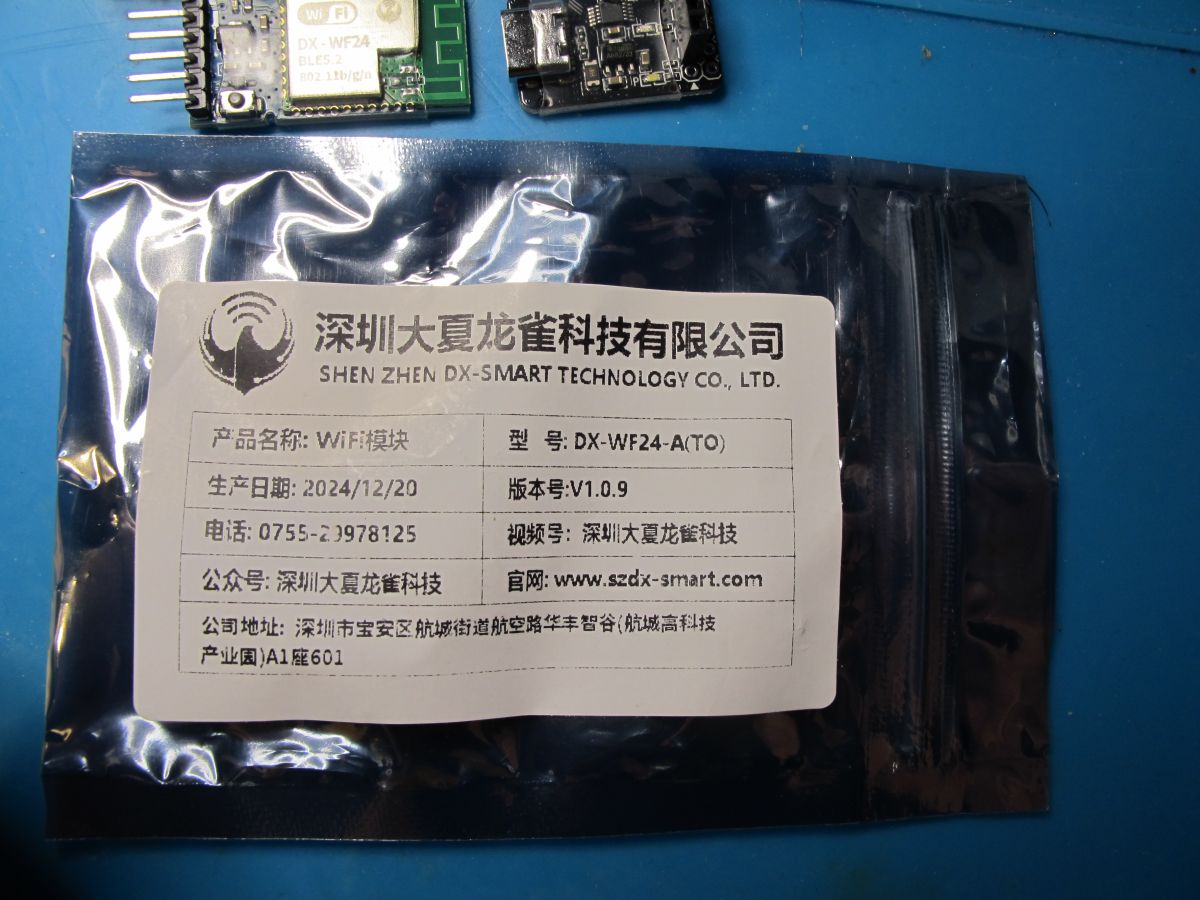 WiFi
DX-WF24
BLE5.2
802.11b/g/n
深圳大夏龙雀科技有限公司
SHEN ZHEN DX-SMART TECHNOLOGY CO., LTD.
产品名称: WiFi模块
型 号: DX-WF24-A(TO)
生产日期: 2024/12/20
版本号:V1.0.9
电话: 0755-29978125
视频号: 深圳大夏龙雀科技
公众号: 深圳大夏龙雀科技
官网: www.szdx-smart.com
公司地址: 深圳市宝安区航城街道航空路华丰智谷(航城高科技
产业园)A1座601